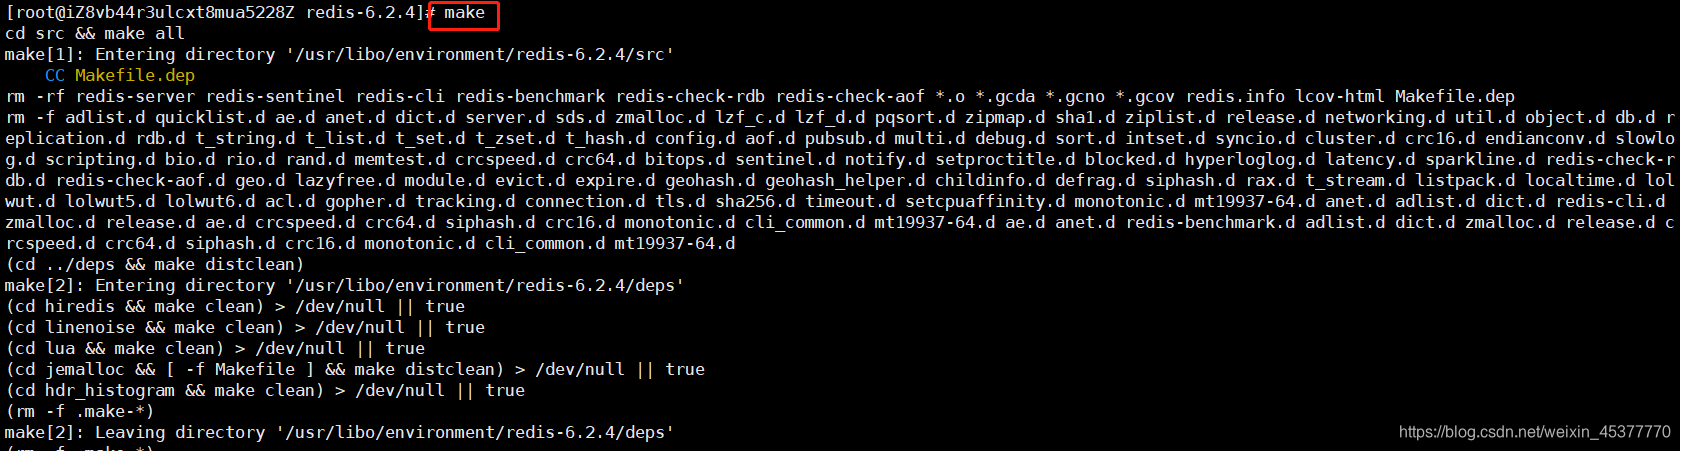 [root@iZ8vb44r3ulcxt8mua5228Z redis-6.2.4]# make
cd src && make all
make[1]: Entering directory '/usr/libo/environment/redis-6.2.4/src'
    CC Makefile.dep
rm -rf redis-server redis-sentinel redis-cli redis-benchmark redis-check-rdb redis-check-aof *.o *.gcda *.gcno *.gcov redis.info lcov-html Makefile.dep
rm -f adlist.d quicklist.d ae.d anet.d dict.d server.d sds.d zmalloc.d lzf_c.d lzf_d.d pqsort.d zipmap.d sha1.d ziplist.d release.d networking.d util.d object.d db.d r
eplication.d rdb.d t_string.d t_list.d t_set.d t_zset.d t_hash.d config.d aof.d pubsub.d multi.d debug.d sort.d intset.d syncio.d cluster.d crc16.d endianconv.d slowlo
g.d scripting.d bio.d rio.d rand.d memtest.d crcspeed.d crc64.d bitops.d sentinel.d notify.d setproctitle.d blocked.d hyperloglog.d latency.d sparkline.d redis-check-r
db.d redis-check-aof.d geo.d lazyfree.d module.d evict.d expire.d geohash.d geohash_helper.d childinfo.d defrag.d siphash.d rax.d t_stream.d listpack.d localtime.d lol
wut.d lolwut5.d lolwut6.d acl.d gopher.d tracking.d connection.d tls.d sha256.d timeout.d setcpuaffinity.d monotonic.d mt19937-64.d anet.d adlist.d dict.d redis-cli.d
zmalloc.d release.d ae.d crcspeed.d crc64.d siphash.d crc16.d monotonic.d cli_common.d mt19937-64.d ae.d anet.d redis-benchmark.d adlist.d dict.d zmalloc.d release.d c
rcspeed.d crc64.d siphash.d crc16.d monotonic.d cli_common.d mt19937-64.d
(cd ../deps && make distclean)
make[2]: Entering directory '/usr/libo/environment/redis-6.2.4/deps'
(cd hiredis && make clean) > /dev/null || true
(cd linenoise && make clean) > /dev/null || true
(cd lua && make clean) > /dev/null || true
(cd jemalloc && [ -f Makefile ] && make distclean) > /dev/null || true
(cd hdr_histogram && make clean) > /dev/null || true
(rm -f .make-*)
make[2]: Leaving directory '/usr/libo/environment/redis-6.2.4/deps'
https://blog.csdn.net/weixin_45377770
(rm -f .make-*)